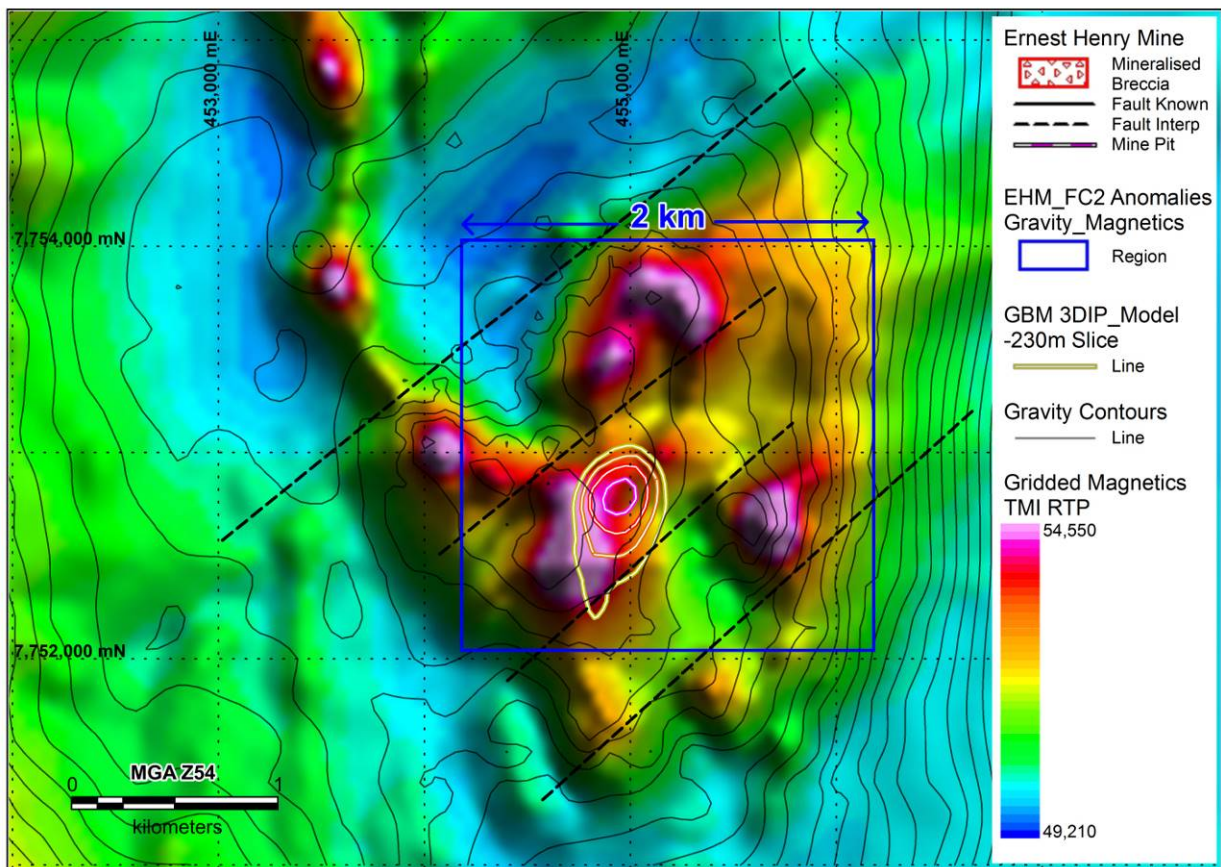 453,000 mE
455,000 mE
2 km
7,754,000 mN
7,752,000 mN
MGA Z54
0 1
kilometers
Ernest Henry Mine
Mineralised
Breccia
Fault Known
Fault Interp
Mine Pit
EHM_FC2 Anomalies
Gravity_Magnetics
Region
GBM 3DIP_Model
-230m Slice
Line
Gravity Contours
Line
Gridded Magnetics
TMI RTP
54,550
49,210